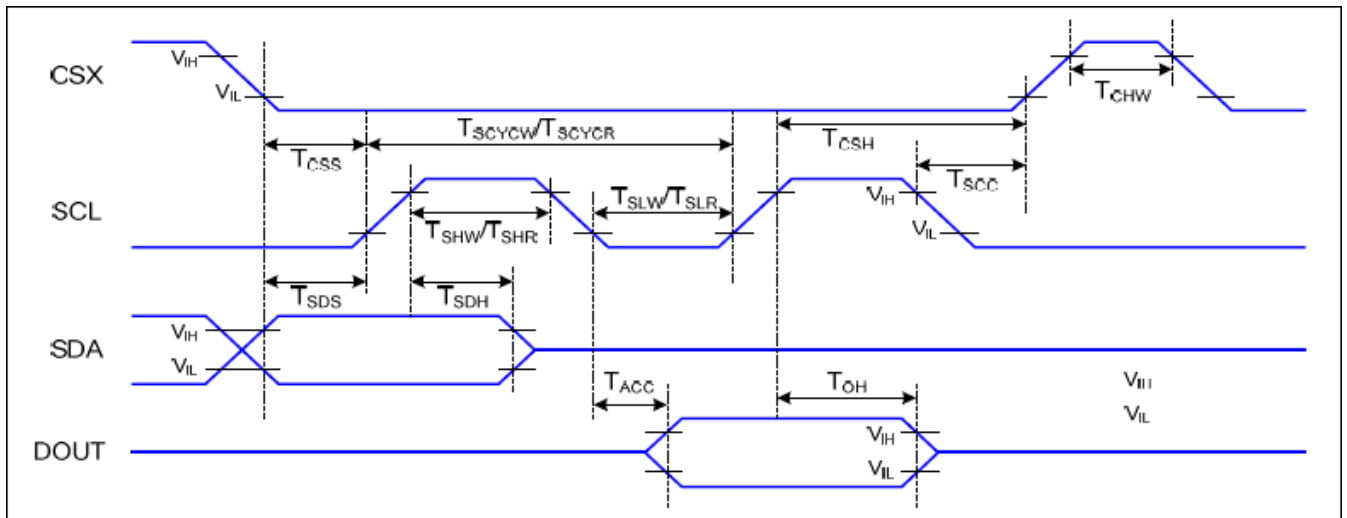 CSX
VIH
VIL
TCHW
TCSS
TSCYCW/TSCYCR
TCSH
TSCC
SCL
TSHW/TSHR
TSLW/TSLR
VIH
VIL
TSDS
TSDH
SDA
VIH
VIL
TACC
TOH
VIH
VIL
DOUT
VIH
VIL